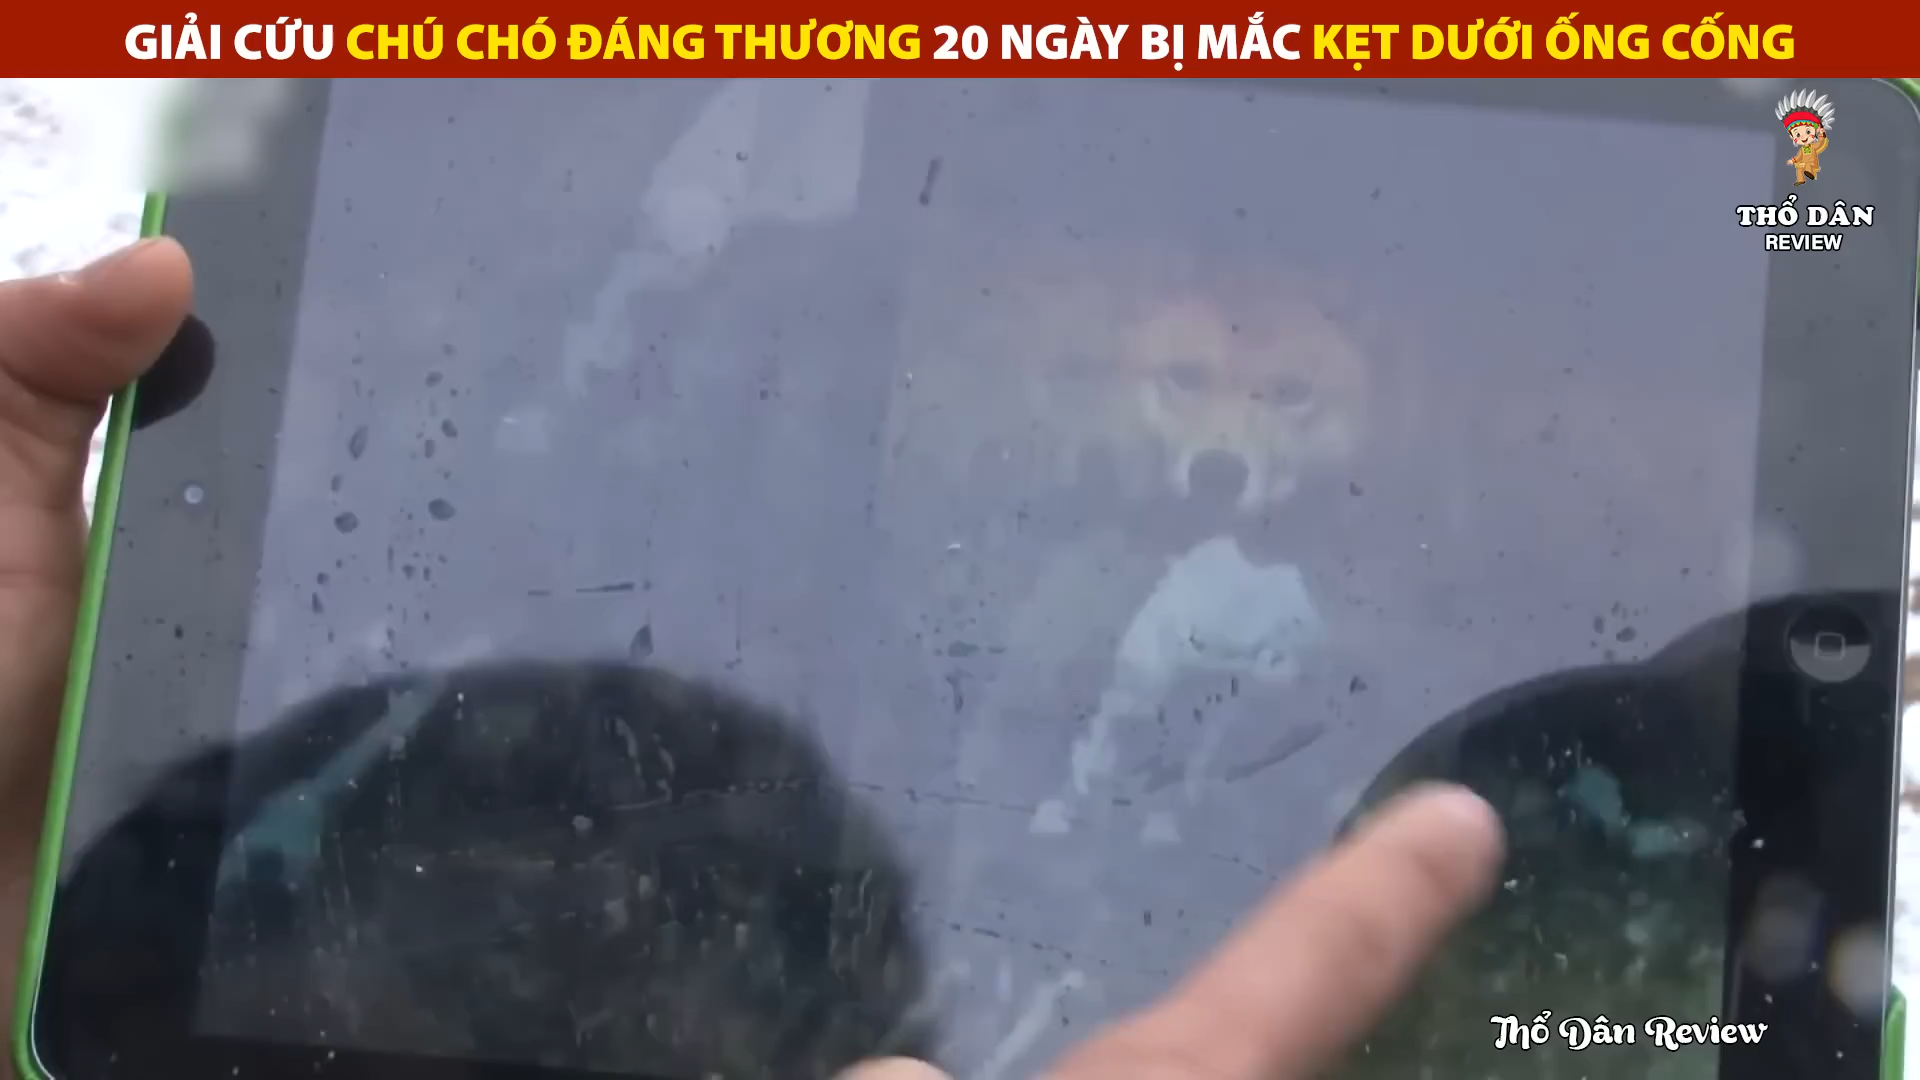 GIẢI CỨU CHÚ CHÓ ĐÁNG THƯƠNG 20 NGÀY BỊ MẮC KẸT DƯỚI ỐNG CỐNG
THỔ DÂN
REVIEW
Thổ Dân Review